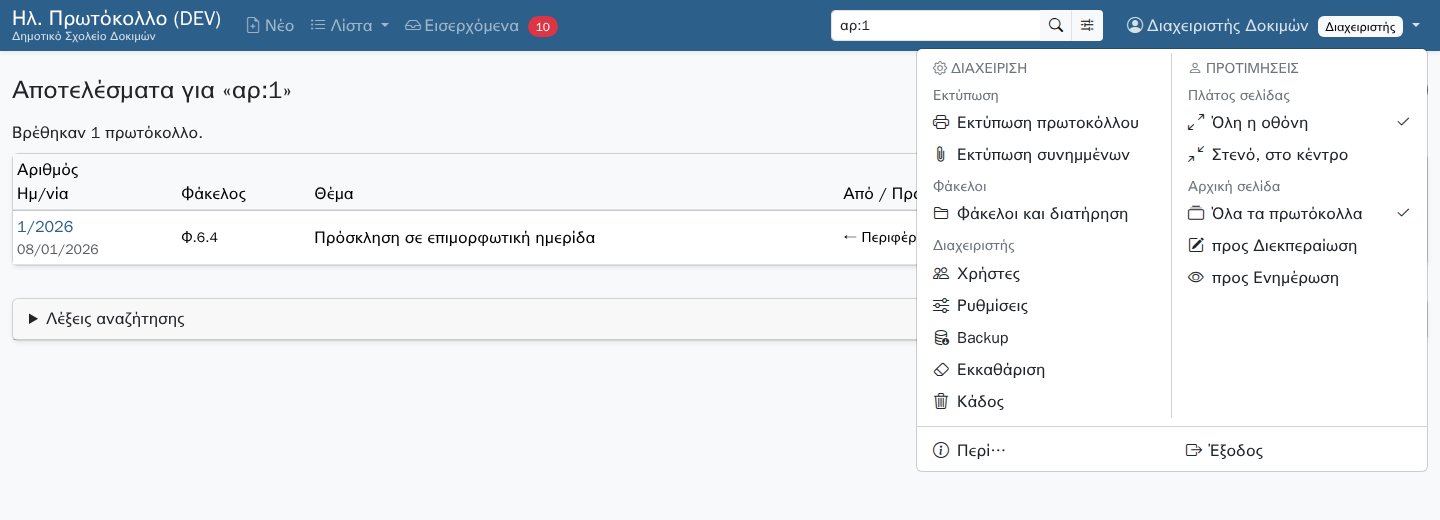 Ηλ. Πρωτόκολλο (DEV)
Δημοτικό Σχολείο Δοκιμών
Νέο
Λίστα
Εισερχόμενα 10
αρ:1
Διαχειριστής Δοκιμών Διαχειριστής
Αποτελέσματα για «αρ:1»
Βρέθηκαν 1 πρωτόκολλο.
Αριθμός
Ημ/νία Φάκελος Θέμα Από /
1/2026
08/01/2026
Φ.6.4
Πρόσκληση σε επιμορφωτική ημερίδα
←
Λέξεις αναζήτησης
ΔΙΑΧΕΙΡΙΣΗ
Εκτύπωση
Εκτύπωση πρωτοκόλλου
Εκτύπωση συνημμένων
Φάκελοι
Φάκελοι και διατήρηση
Διαχειριστής
Χρήστες
Ρυθμίσεις
Backup
Εκκαθάριση
Κάδος
ΠΡΟΤΙΜΗΣΕΙΣ
Πλάτος σελίδας
Όλη η οθόνη
Στενό, στο κέντρο
Αρχική σελίδα
Όλα τα πρωτόκολλα
προς Διεκπεραίωση
προς Ενημέρωση
Περί…
Έξοδος